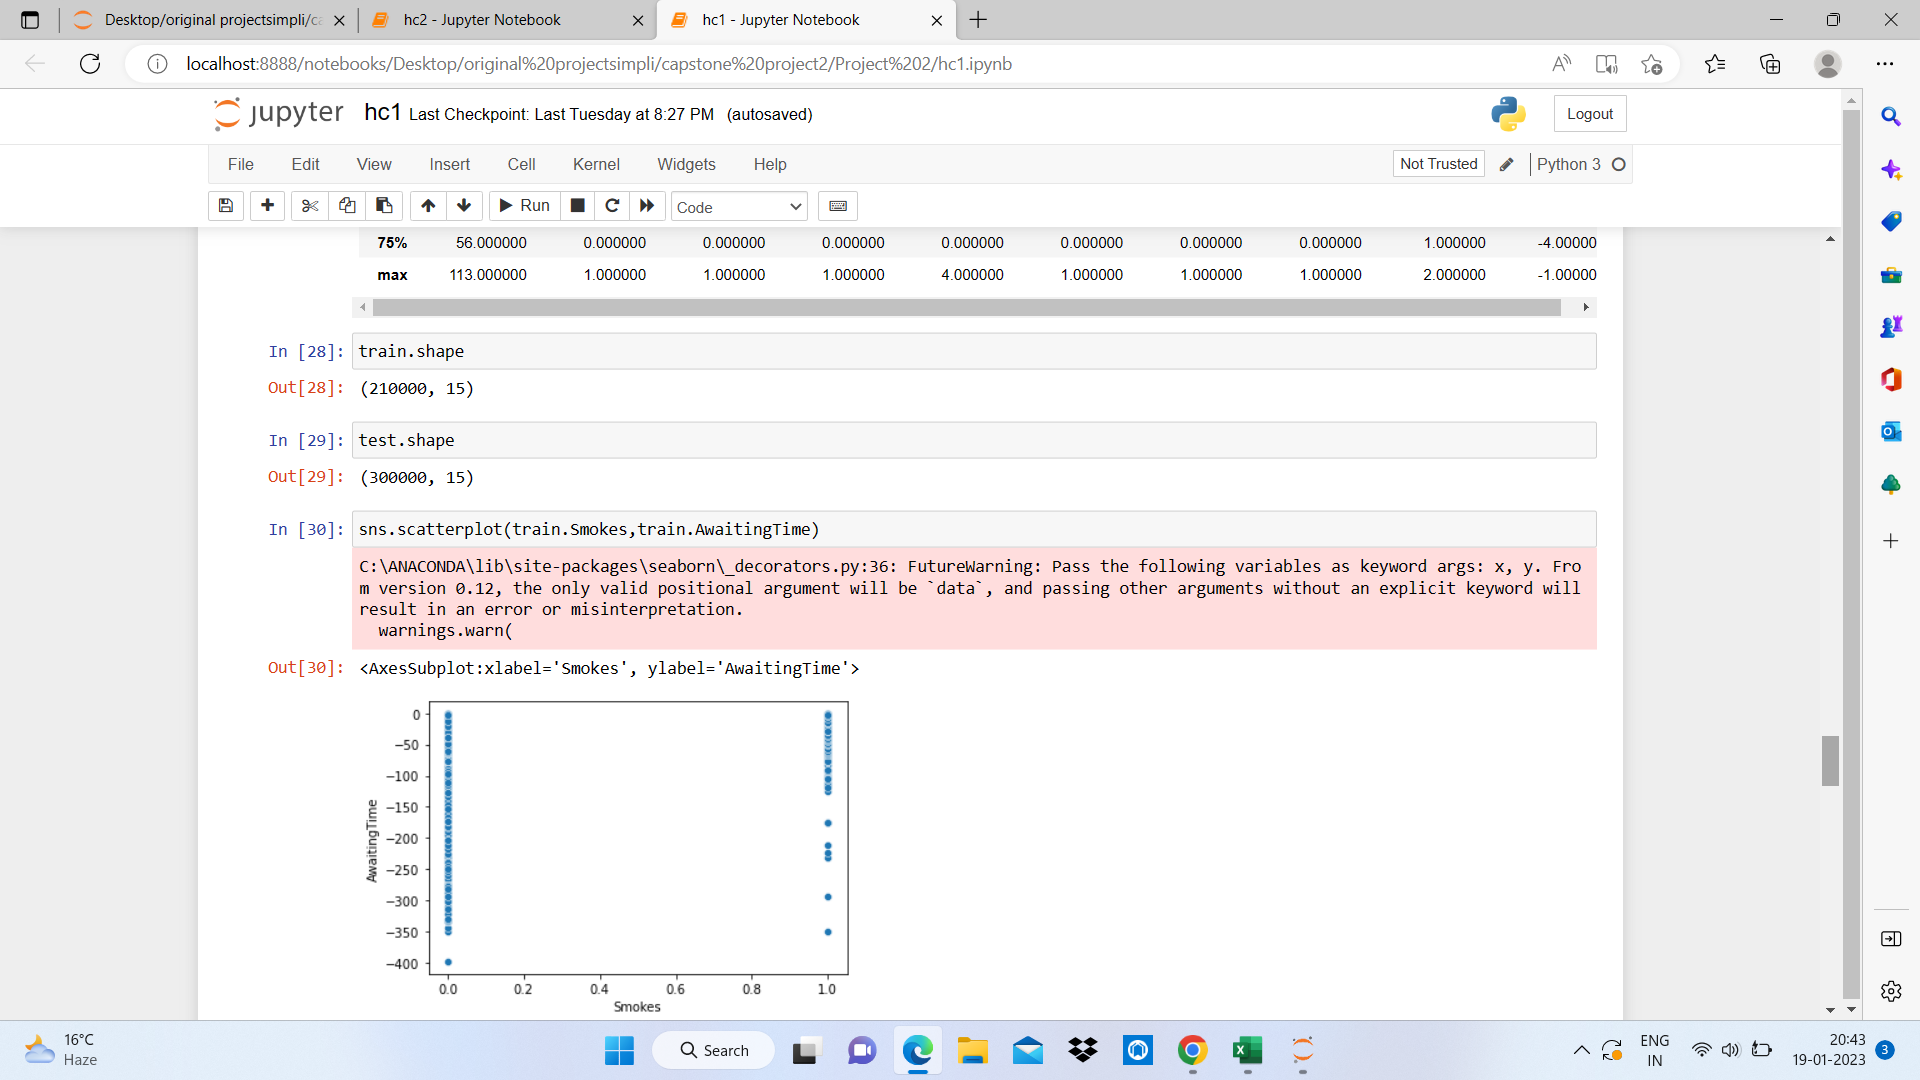 Desktop/original projectsimpli/ca
hc2 - Jupyter Notebook
hc1 - Jupyter Notebook
localhost:8888/notebooks/Desktop/original%20projectsimpli/capstone%20project2/Project%202/hc1.ipynb
jupyter hc1 Last Checkpoint: Last Tuesday at 8:27 PM (autosaved)
Logout
File Edit View Insert Cell Kernel Widgets Help
Not Trusted Python 3
Run Code
75% 56.000000 0.000000 0.000000 0.000000 0.000000 0.000000 0.000000 0.000000 1.000000 -4.00000
max 113.000000 1.000000 1.000000 1.000000 4.000000 1.000000 1.000000 1.000000 2.000000 -1.00000
In [28]: train.shape
Out[28]: (210000, 15)
In [29]: test.shape
Out[29]: (300000, 15)
In [30]: sns.scatterplot(train.Smokes,train.AwaitingTime)
C:\ANACONDA\lib\site-packages\seaborn\_decorators.py:36: FutureWarning: Pass the following variables as keyword args: x, y. Fro
m version 0.12, the only valid positional argument will be `data`, and passing other arguments without an explicit keyword will
result in an error or misinterpretation.
warnings.warn(
Out[30]: <AxesSubplot:xlabel='Smokes', ylabel='AwaitingTime'>
0
−50
−100
−150
−200
−250
−300
−350
−400
AwaitingTime
0.0 0.2 0.4 0.6 0.8 1.0
Smokes
16°C
Haze
Search
ENG
IN
20:43
19-01-2023
3